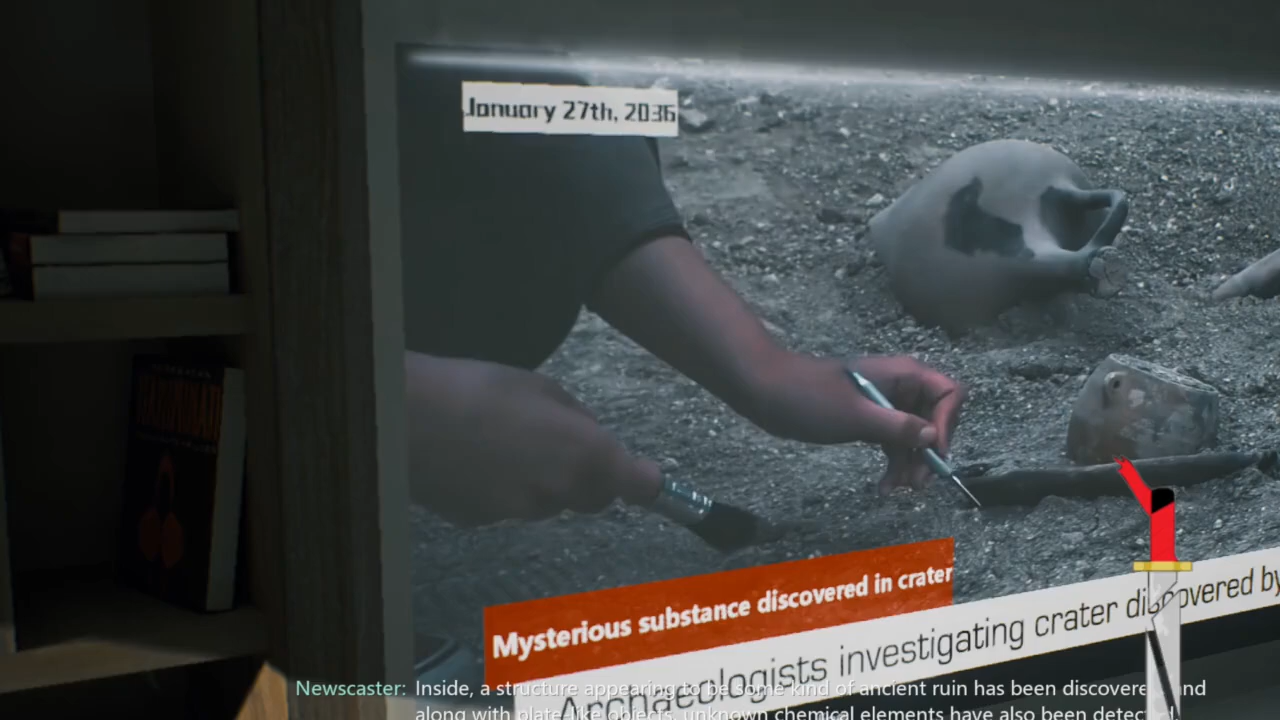 January 27th, 2036
Mysterious substance discovered in crater
Archaeologists investigating crater discovered by
Newscaster: Inside, a structure appearing to be some kind of ancient ruin has been discovered and
along with plate-like objects, unknown chemical elements have also been detected